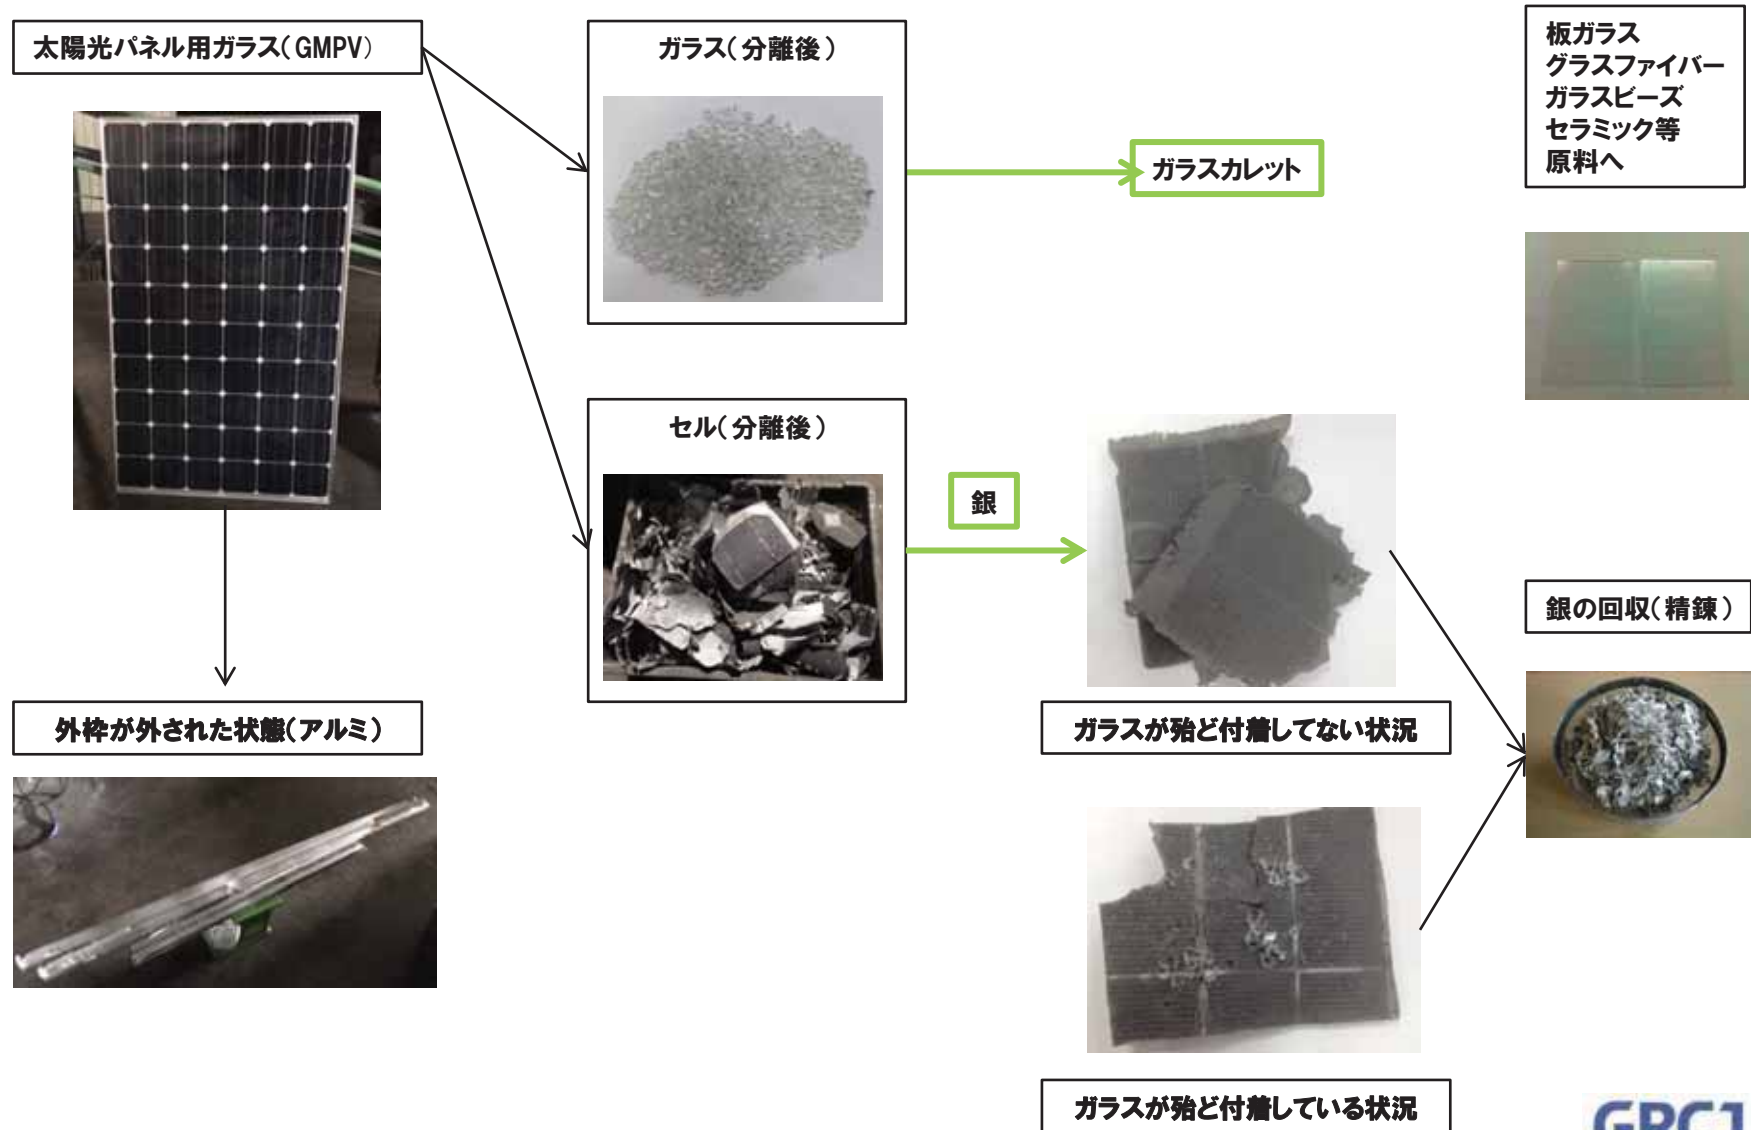 太陽光パネル用ガラス(GMPV)
ガラス(分離後)
ガラスカレット
板ガラス
グラスファイバー
ガラスビーズ
セラミック等
原料へ
セル(分離後)
銀
銀の回収(精錬)
外枠が外された状態(アルミ)
ガラスが殆ど付着してない状況
ガラスが殆ど付着している状況